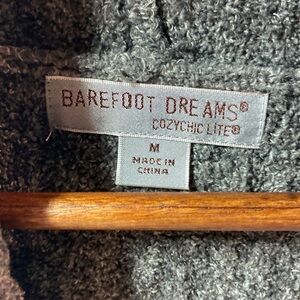 BAREFOOT DREAMS®
COZYCHIC LITE®
M
MADE IN
CHINA